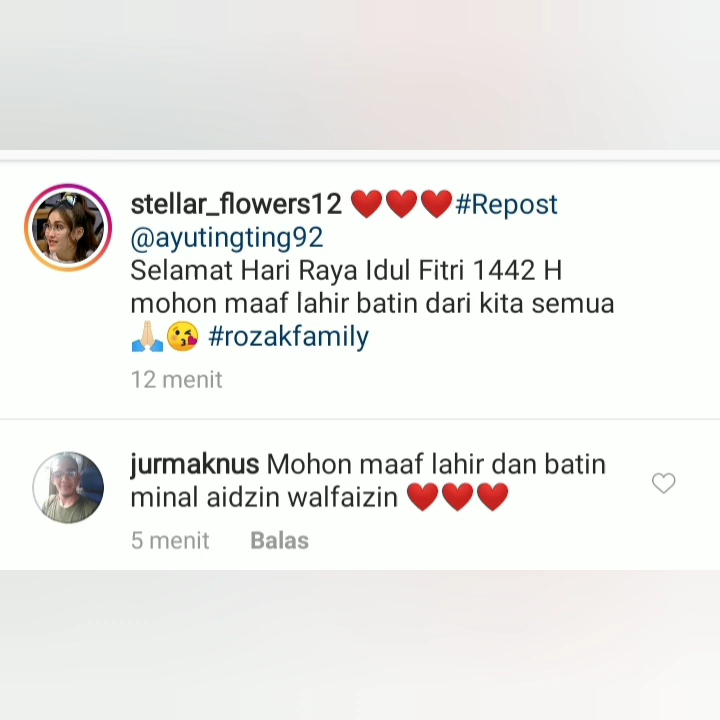 stellar_flowers12 ❤️❤️❤️#Repost
@ayutingting92
Selamat Hari Raya Idul Fitri 1442 H
mohon maaf lahir batin dari kita semua
🙏🏻😘 #rozakfamily
12 menit
jurmaknus Mohon maaf lahir dan batin
minal aidzin walfaizin ❤️❤️❤️
5 menit Balas